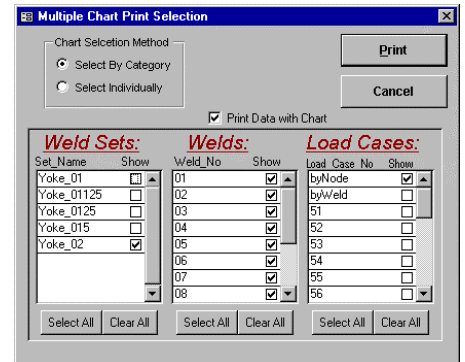 Multiple Chart Print Selection
Chart Selcetion Method
Select By Category
Select Individually
Print
Cancel
Print Data with Chart
Weld Sets: Welds: Load Cases:
Set_Name Show Weld_No Show Load_Case_No Show
Yoke_01 01 byNode
Yoke_01125 02 byWeld
Yoke_0125 03 51
Yoke_015 04 52
Yoke_02 05 53
06 54
07 55
08 56
Select All Clear All Select All Clear All Select All Clear All